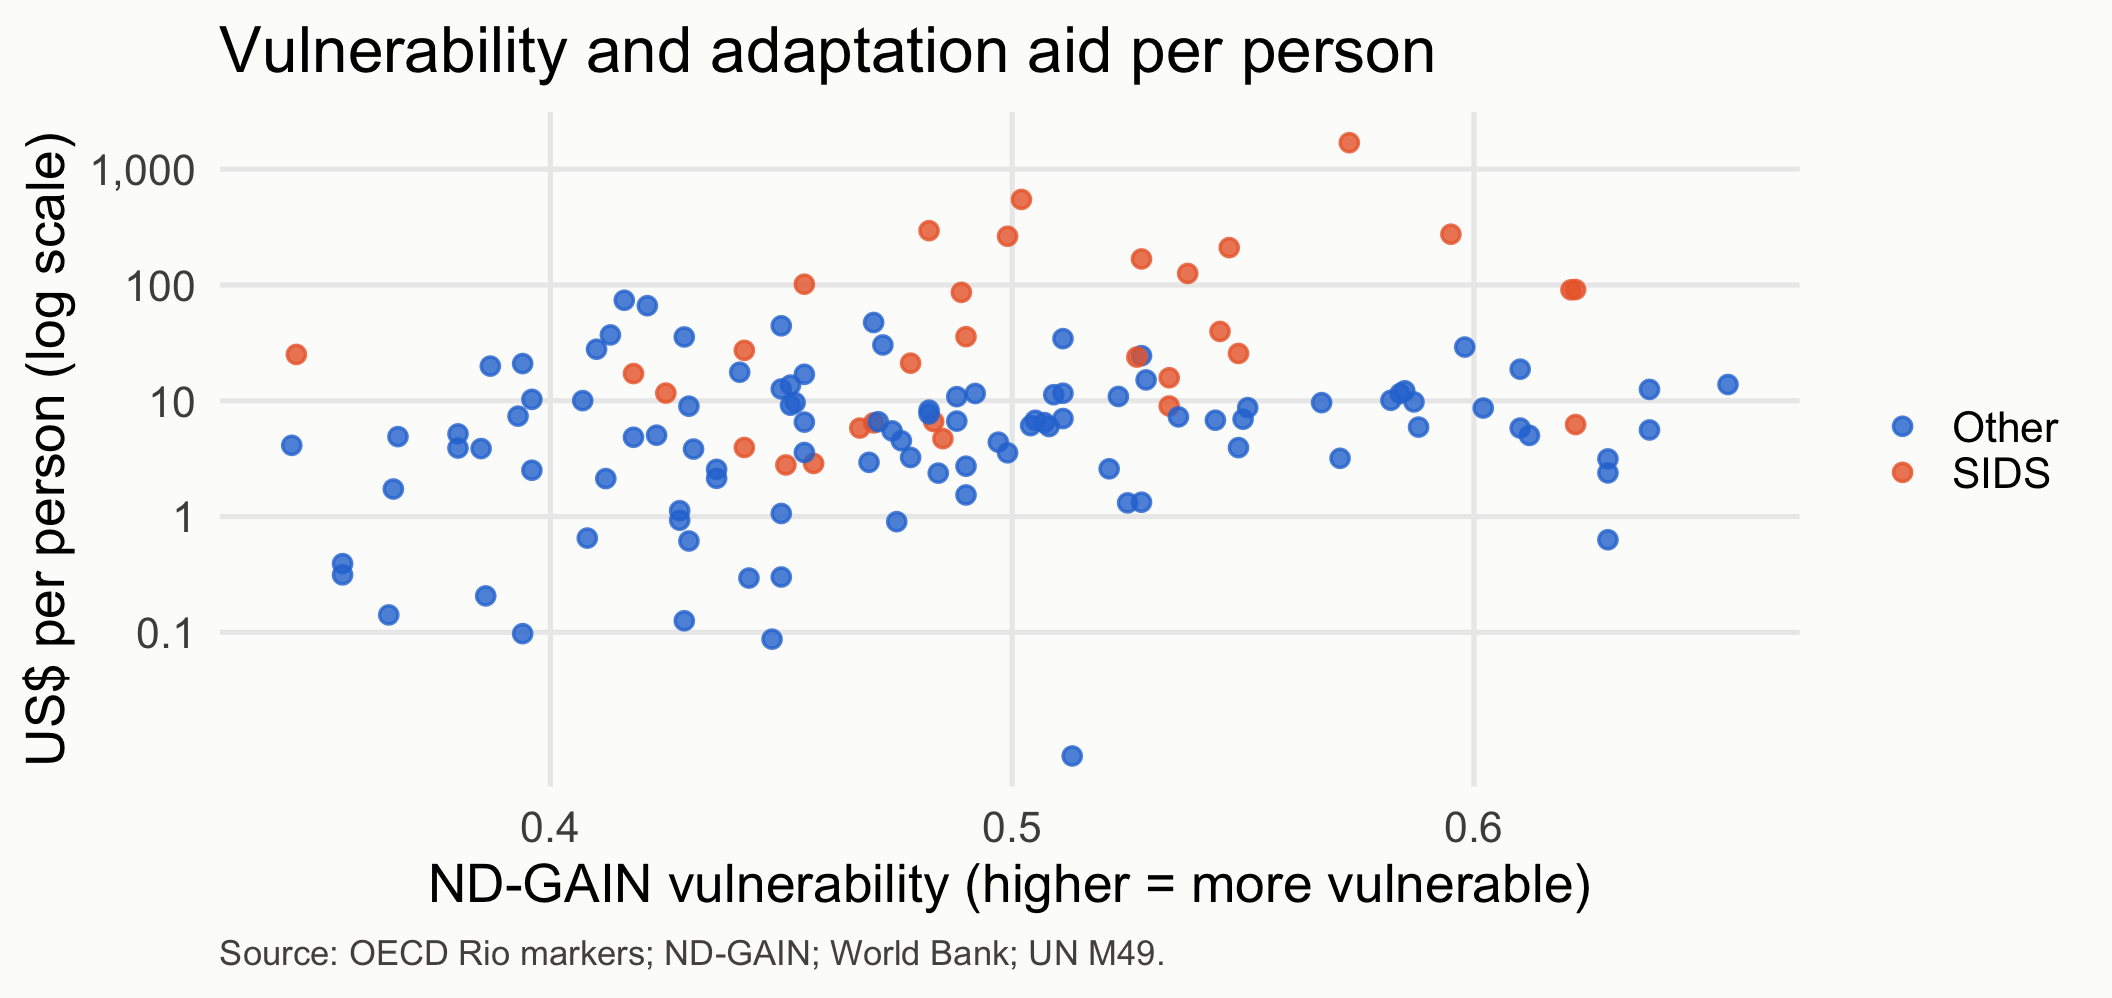 Vulnerability and adaptation aid per person
US$ per person (log scale)
1,000
100
10
1
0.1
0.4
0.5
0.6
ND-GAIN vulnerability (higher = more vulnerable)
Other
SIDS
Source: OECD Rio markers; ND-GAIN; World Bank; UN M49.